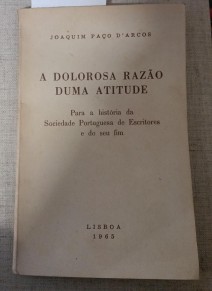 JOAQUIM PAÇO D'ARCOS
A DOLOROSA RAZÃO
DUMA ATITUDE
Para a história da
Sociedade Portuguesa de Escritores
e do seu fim
LISBOA
1965